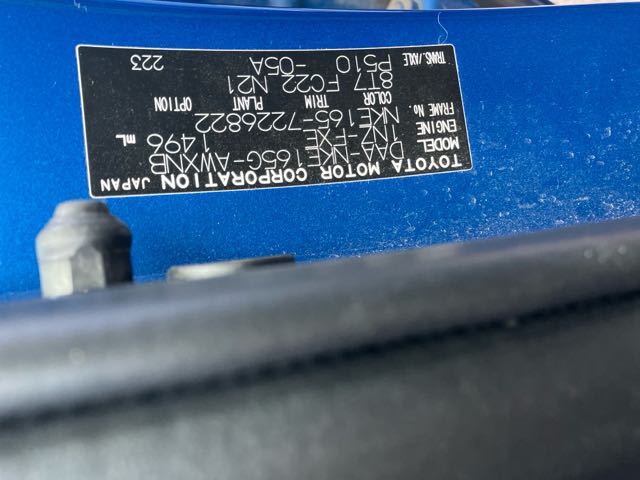 TOYOTA MOTOR CORPORATION JAPAN
MODEL DAA-NKE165G-AWXNB
ENGINE 1NZ-FXE 1496 mL
FRAME No. NKE165-7226822
COLOR TRIM PLANT OPTION
8T7 FC22 N21
TRANS./AXLE P510 -05A 223